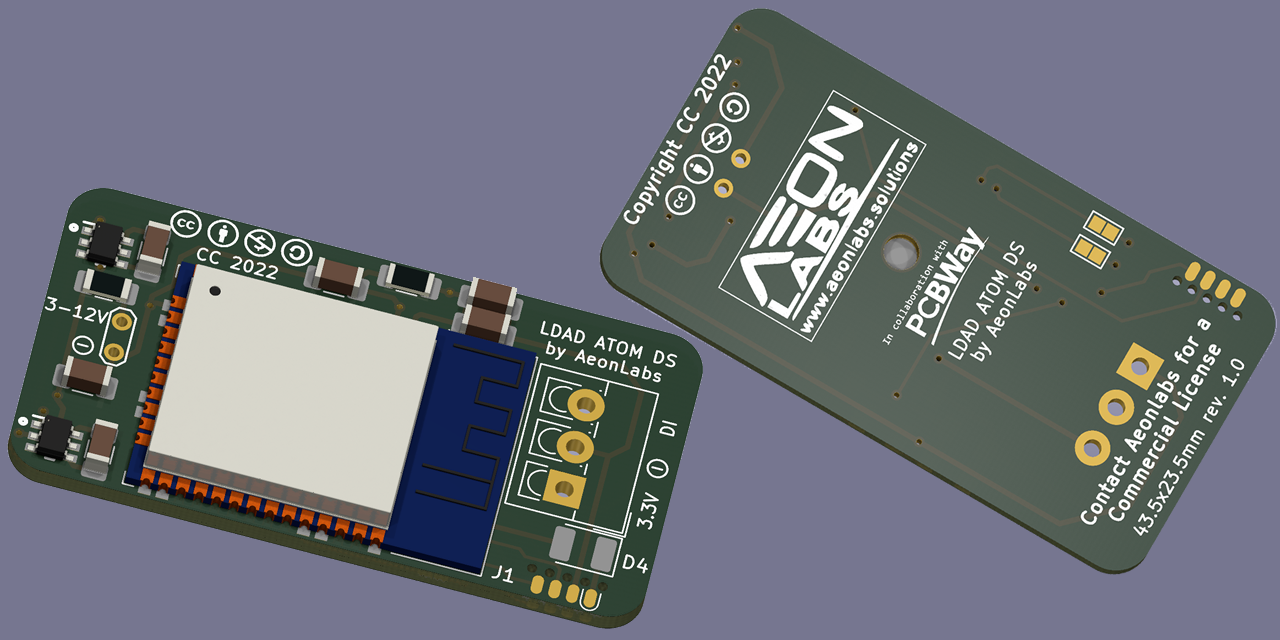 CC 2022
3-12V
LDAD ATOM DS
by AeonLabs
DI
3.3V
D4
J1
Copyright CC 2022
cc
AEON
LABS
www.aeonlabs.solutions
In collaboration with
PCBWay
LDAD ATOM DS
by AeonLabs
Contact Aeonlabs for a
Commercial License
43.5x23.5mm rev. 1.0